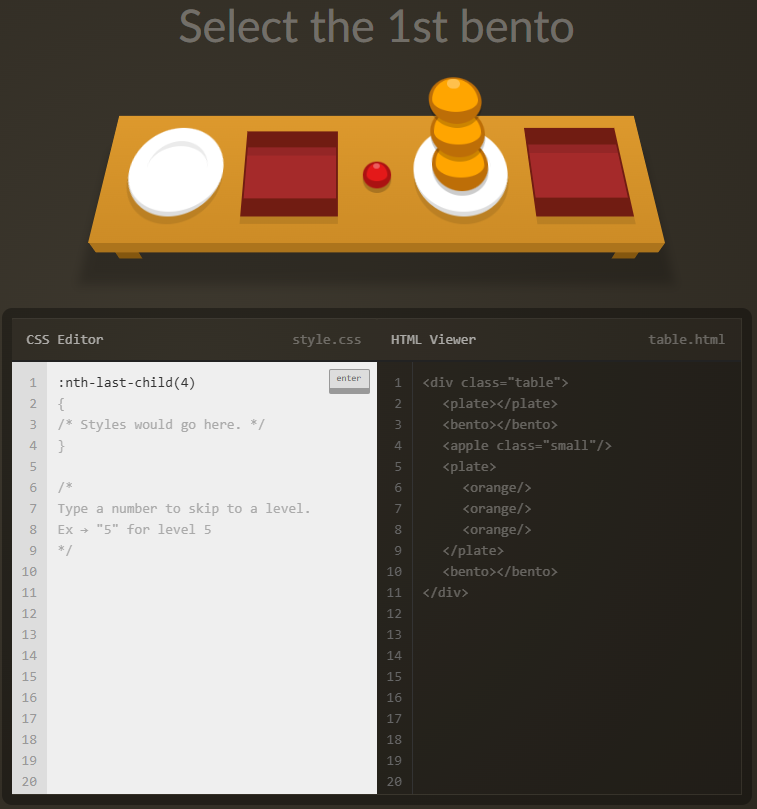 Select the 1st bento
CSS Editor style.css HTML Viewer table.html
enter
1 :nth-last-child(4)
2 {
3 /* Styles would go here. */
4 }
5
6 /*
7 Type a number to skip to a level.
8 Ex → "5" for level 5
9 */
10
11
12
13
14
15
16
17
18
19
20
1 <div class="table">
2 <plate></plate>
3 <bento></bento>
4 <apple class="small"/>
5 <plate>
6 <orange/>
7 <orange/>
8 <orange/>
9 </plate>
10 <bento></bento>
11 </div>
12
13
14
15
16
17
18
19
20